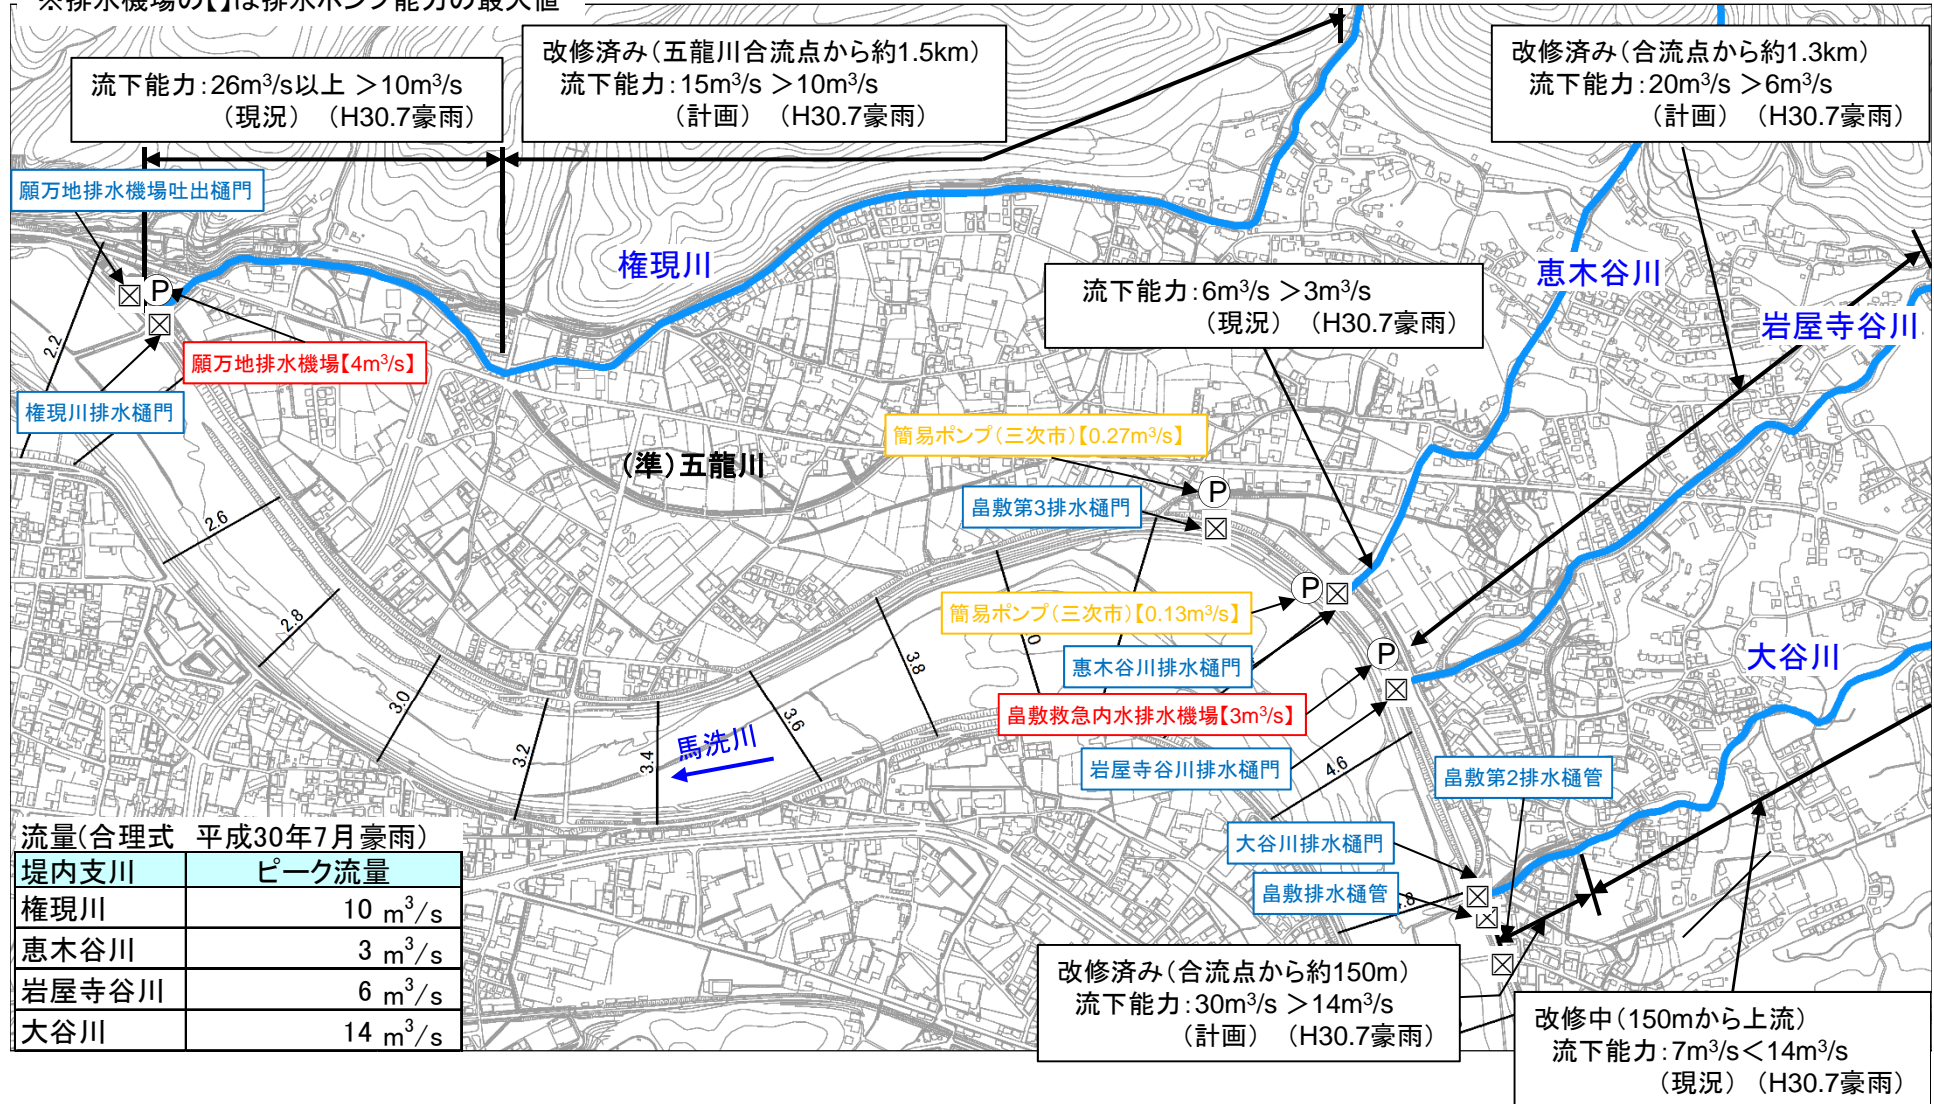 ※排水機場の【】は排水ポンプ能力の最大値
流下能力:26m³/s以上 >10m³/s
(現況) (H30.7豪雨)
改修済み(五龍川合流点から約1.5km)
流下能力:15m³/s >10m³/s
(計画) (H30.7豪雨)
改修済み(合流点から約1.3km)
流下能力:20m³/s >6m³/s
(計画) (H30.7豪雨)
願万地排水機場吐出樋門
P
権現川
恵木谷川
流下能力:6m³/s >3m³/s
(現況) (H30.7豪雨)
岩屋寺谷川
2.2
願万地排水機場【4m³/s】
権現川排水樋門
簡易ポンプ(三次市)【0.27m³/s】
(準)五龍川
P
畠敷第3排水樋門
2.6
P
簡易ポンプ(三次市)【0.13m³/s】
2.8
恵木谷川排水樋門
P
大谷川
3.8
3.0
畠敷救急内水排水機場【3m³/s】
3.6
3.2
3.4
馬洗川
岩屋寺谷川排水樋門
4.6
畠敷第2排水樋管
大谷川排水樋門
畠敷排水樋管
流量(合理式 平成30年7月豪雨)
堤内支川 ピーク流量
権現川 10 m³/s
恵木谷川 3 m³/s
岩屋寺谷川 6 m³/s
大谷川 14 m³/s
改修済み(合流点から約150m)
流下能力:30m³/s >14m³/s
(計画) (H30.7豪雨)
改修中(150mから上流)
流下能力:7m³/s<14m³/s
(現況) (H30.7豪雨)